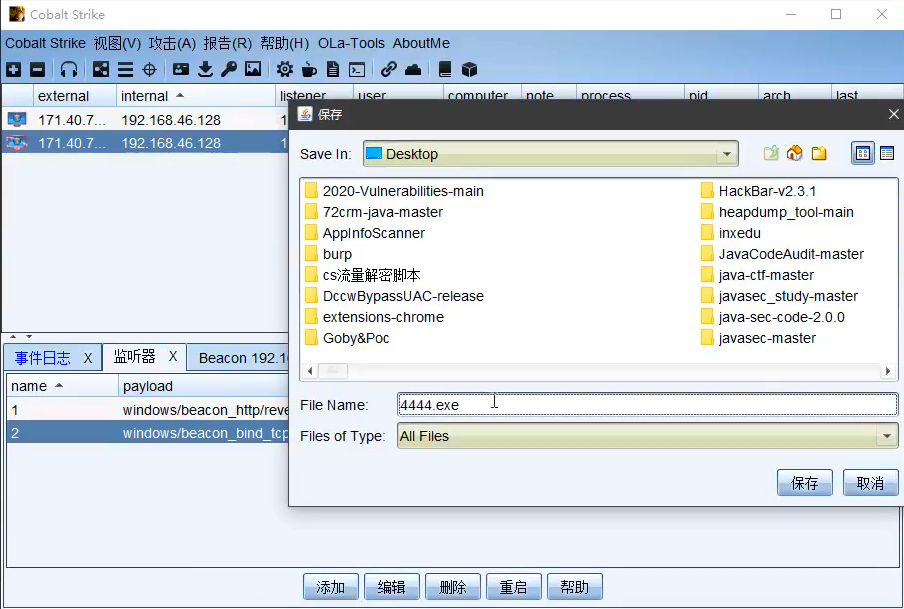 Cobalt Strike
Cobalt Strike 视图(V) 攻击(A) 报告(R) 帮助(H) OLa-Tools AboutMe
external internal listener user computer note process pid arch last
171.40.7... 192.168.46.128 1
171.40.7... 192.168.46.128 1
保存
Save In: Desktop
2020-Vulnerabilities-main HackBar-v2.3.1
72crm-java-master heapdump_tool-main
AppInfoScanner inxedu
burp JavaCodeAudit-master
cs流量解密脚本 java-ctf-master
DccwBypassUAC-release javasec_study-master
extensions-chrome java-sec-code-2.0.0
Goby&Poc javasec-master
File Name: 4444.exe
Files of Type: All Files
保存 取消
事件日志 X 监听器 X Beacon 192.1
name payload
1 windows/beacon_http/reve
2 windows/beacon_bind_tcp
添加 编辑 删除 重启 帮助